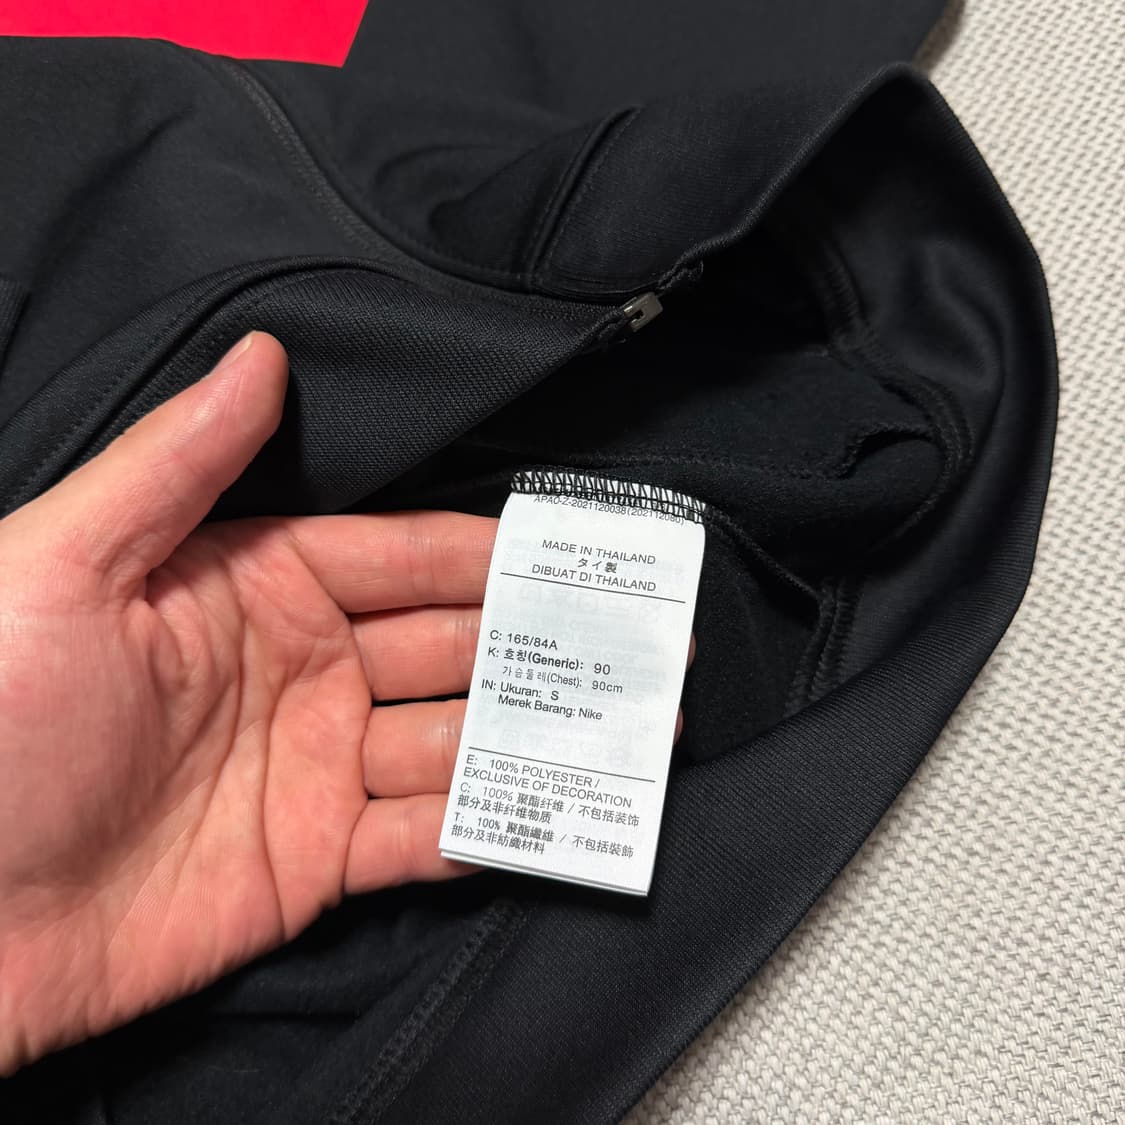 APAO-Z-2021120038(202112080)
MADE IN THAILAND
タイ製
DIBUAT DI THAILAND
C: 165/84A
K: 호칭(Generic): 90
가슴둘레(Chest): 90cm
IN: Ukuran: S
Merek Barang: Nike
E: 100% POLYESTER /
EXCLUSIVE OF DECORATION
C: 100% 聚酯纤维 / 不包括装饰
部分及非纤维物质
T: 100% 聚酯纖維 / 不包括裝飾
部分及非紡織材料